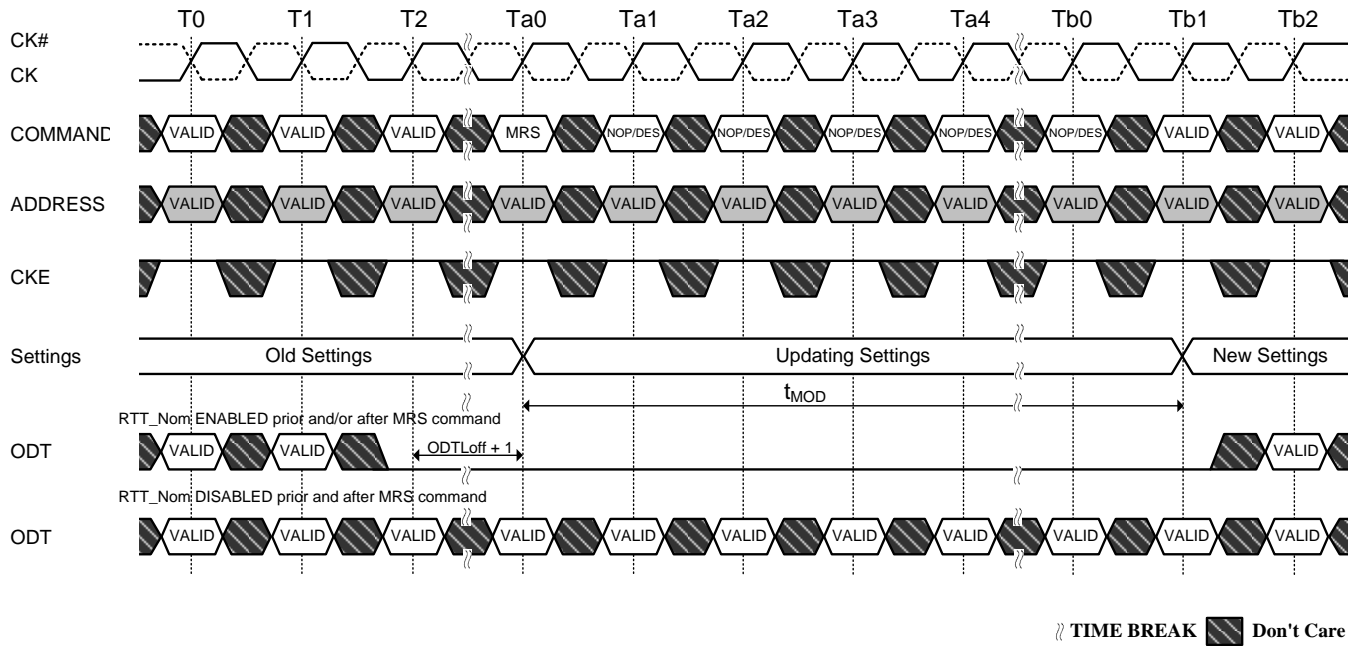 T0 T1 T2 Ta0 Ta1 Ta2 Ta3 Ta4 Tb0 Tb1 Tb2
CK#
CK
COMMAND VALID VALID VALID MRS NOP/DES NOP/DES NOP/DES NOP/DES NOP/DES VALID VALID
ADDRESS VALID VALID VALID VALID VALID VALID VALID VALID VALID VALID VALID
CKE
Settings Old Settings Updating Settings New Settings
tMOD
RTT_Nom ENABLED prior and/or after MRS command
ODT VALID VALID ODTLoff + 1 VALID
RTT_Nom DISABLED prior and after MRS command
ODT VALID VALID VALID VALID VALID VALID VALID VALID VALID VALID VALID
TIME BREAK Don't Care